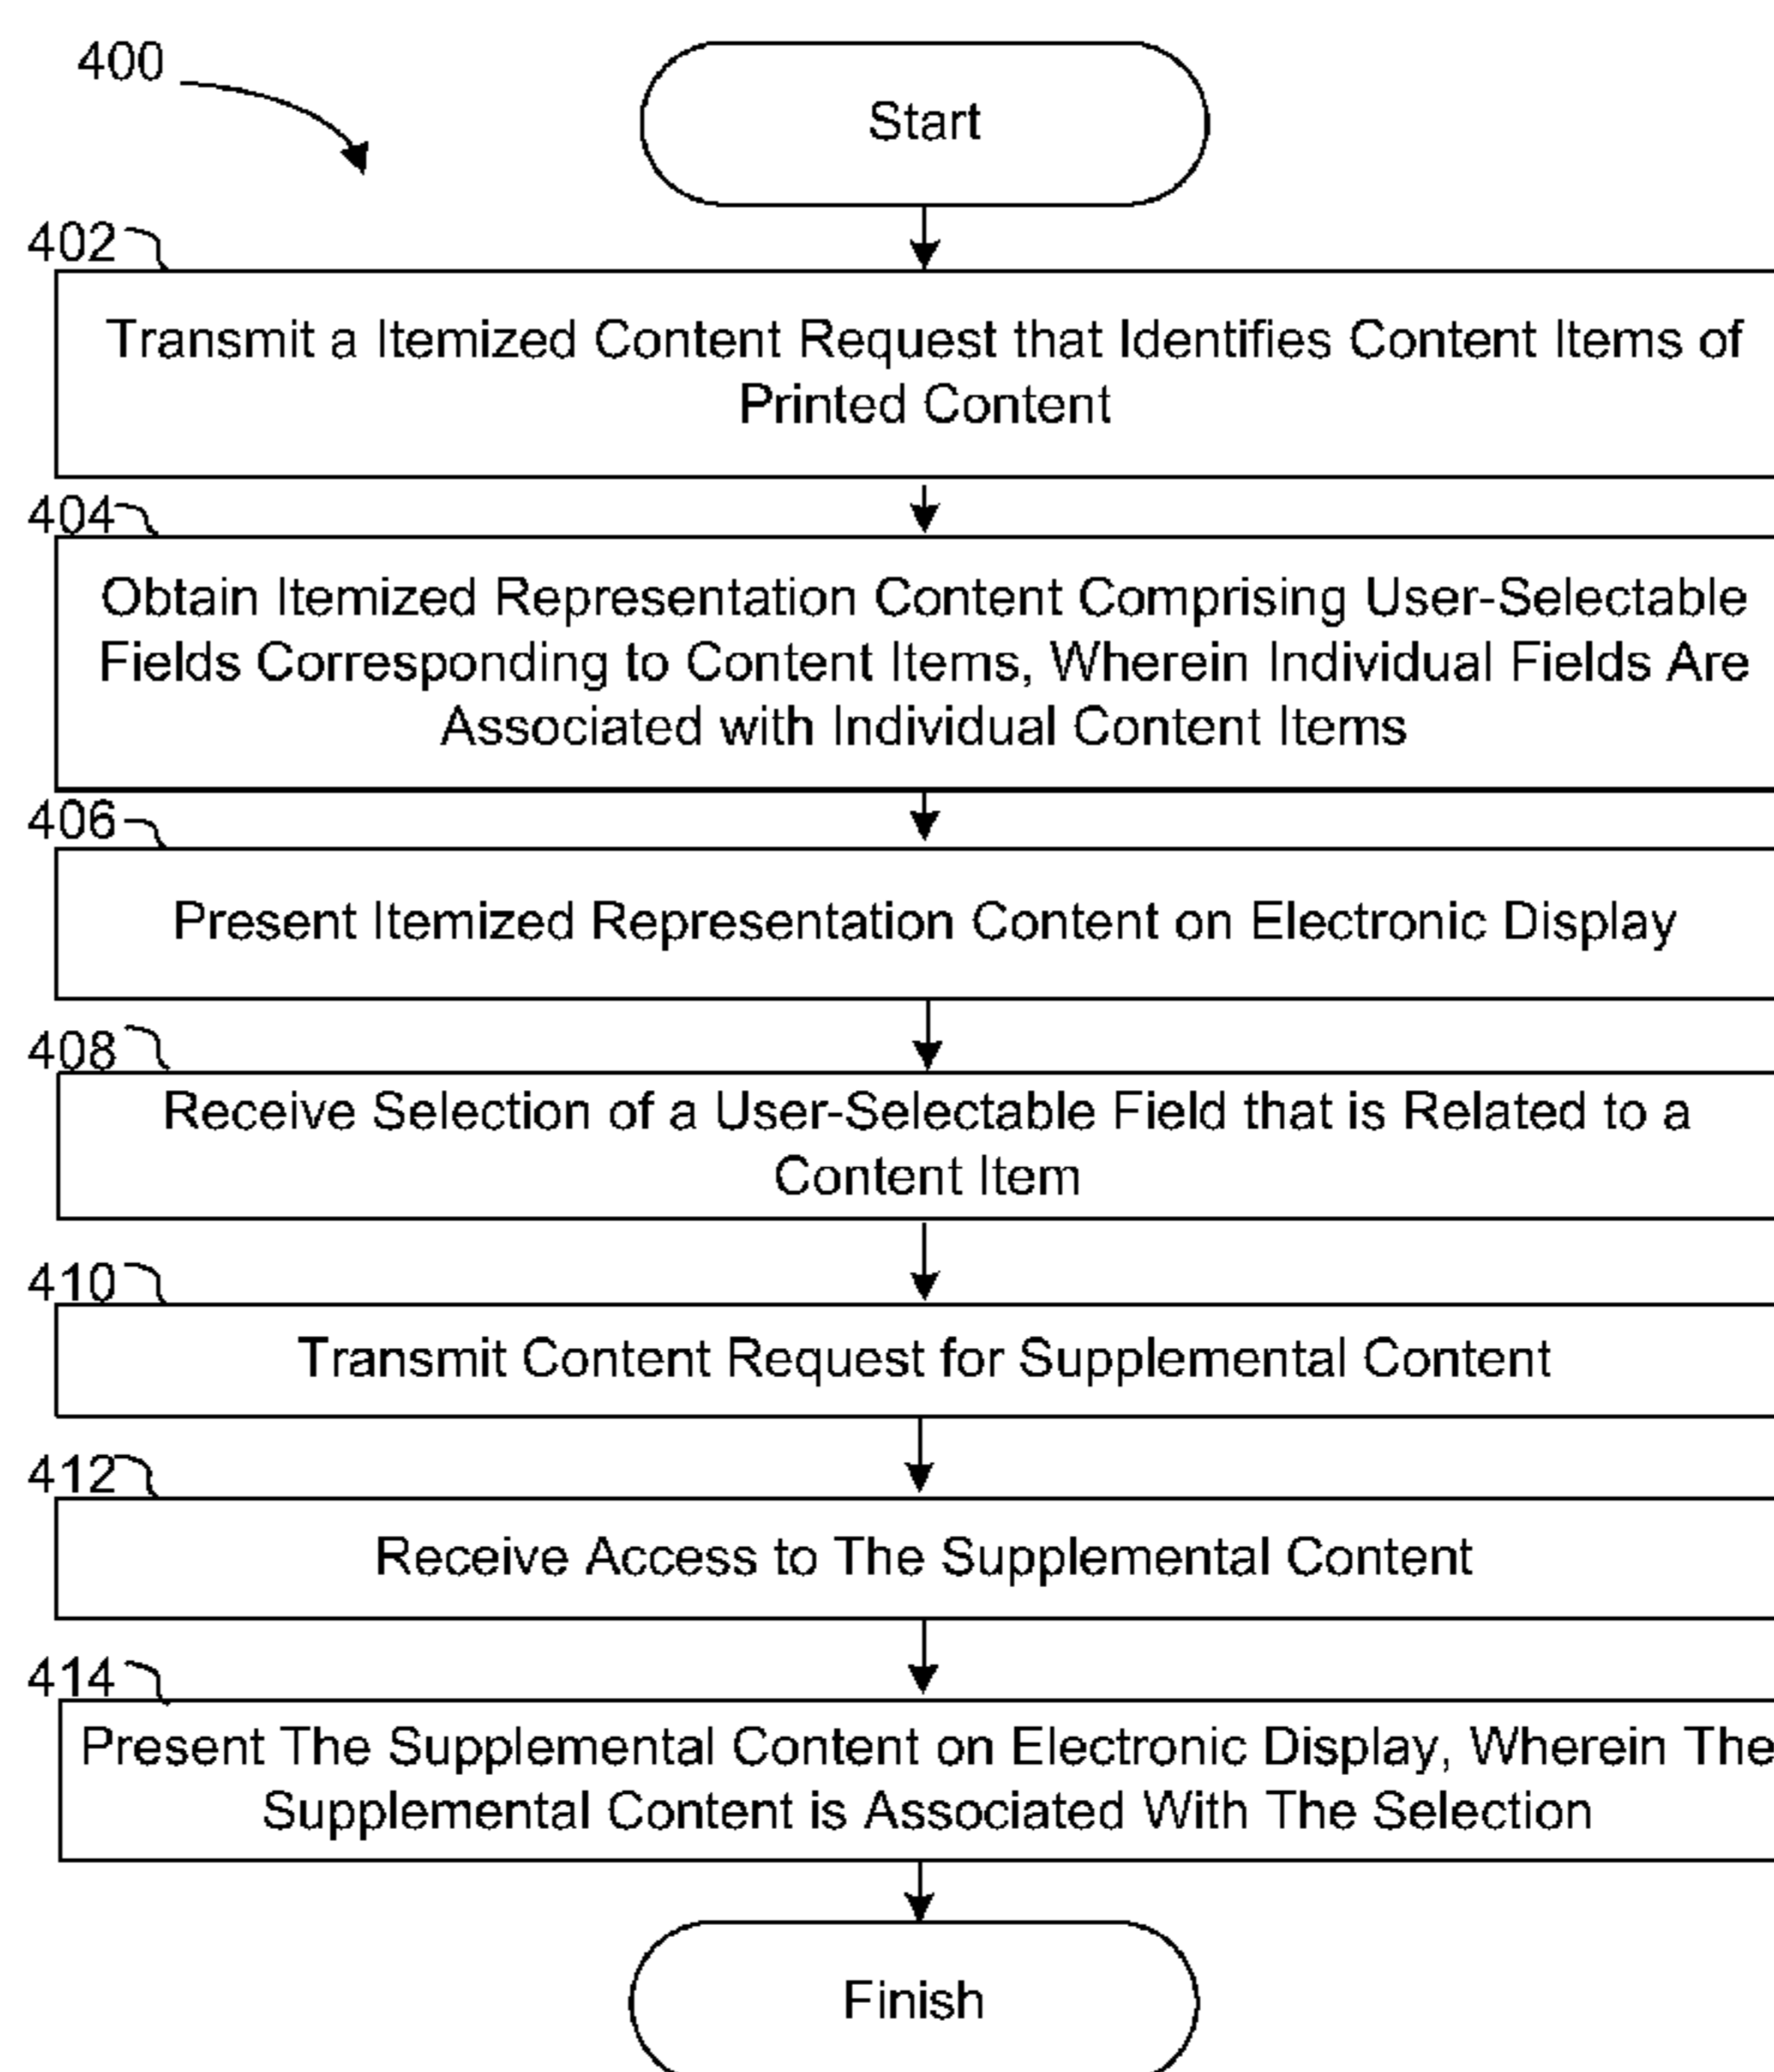 400
Start
402
Transmit a Itemized Content Request that Identifies Content Items of
Printed Content
404
Obtain Itemized Representation Content Comprising User-Selectable
Fields Corresponding to Content Items, Wherein Individual Fields Are
Associated with Individual Content Items
406
Present Itemized Representation Content on Electronic Display
408
Receive Selection of a User-Selectable Field that is Related to a
Content Item
410
Transmit Content Request for Supplemental Content
412
Receive Access to The Supplemental Content
414
Present The Supplemental Content on Electronic Display, Wherein The
Supplemental Content is Associated With The Selection
Finish